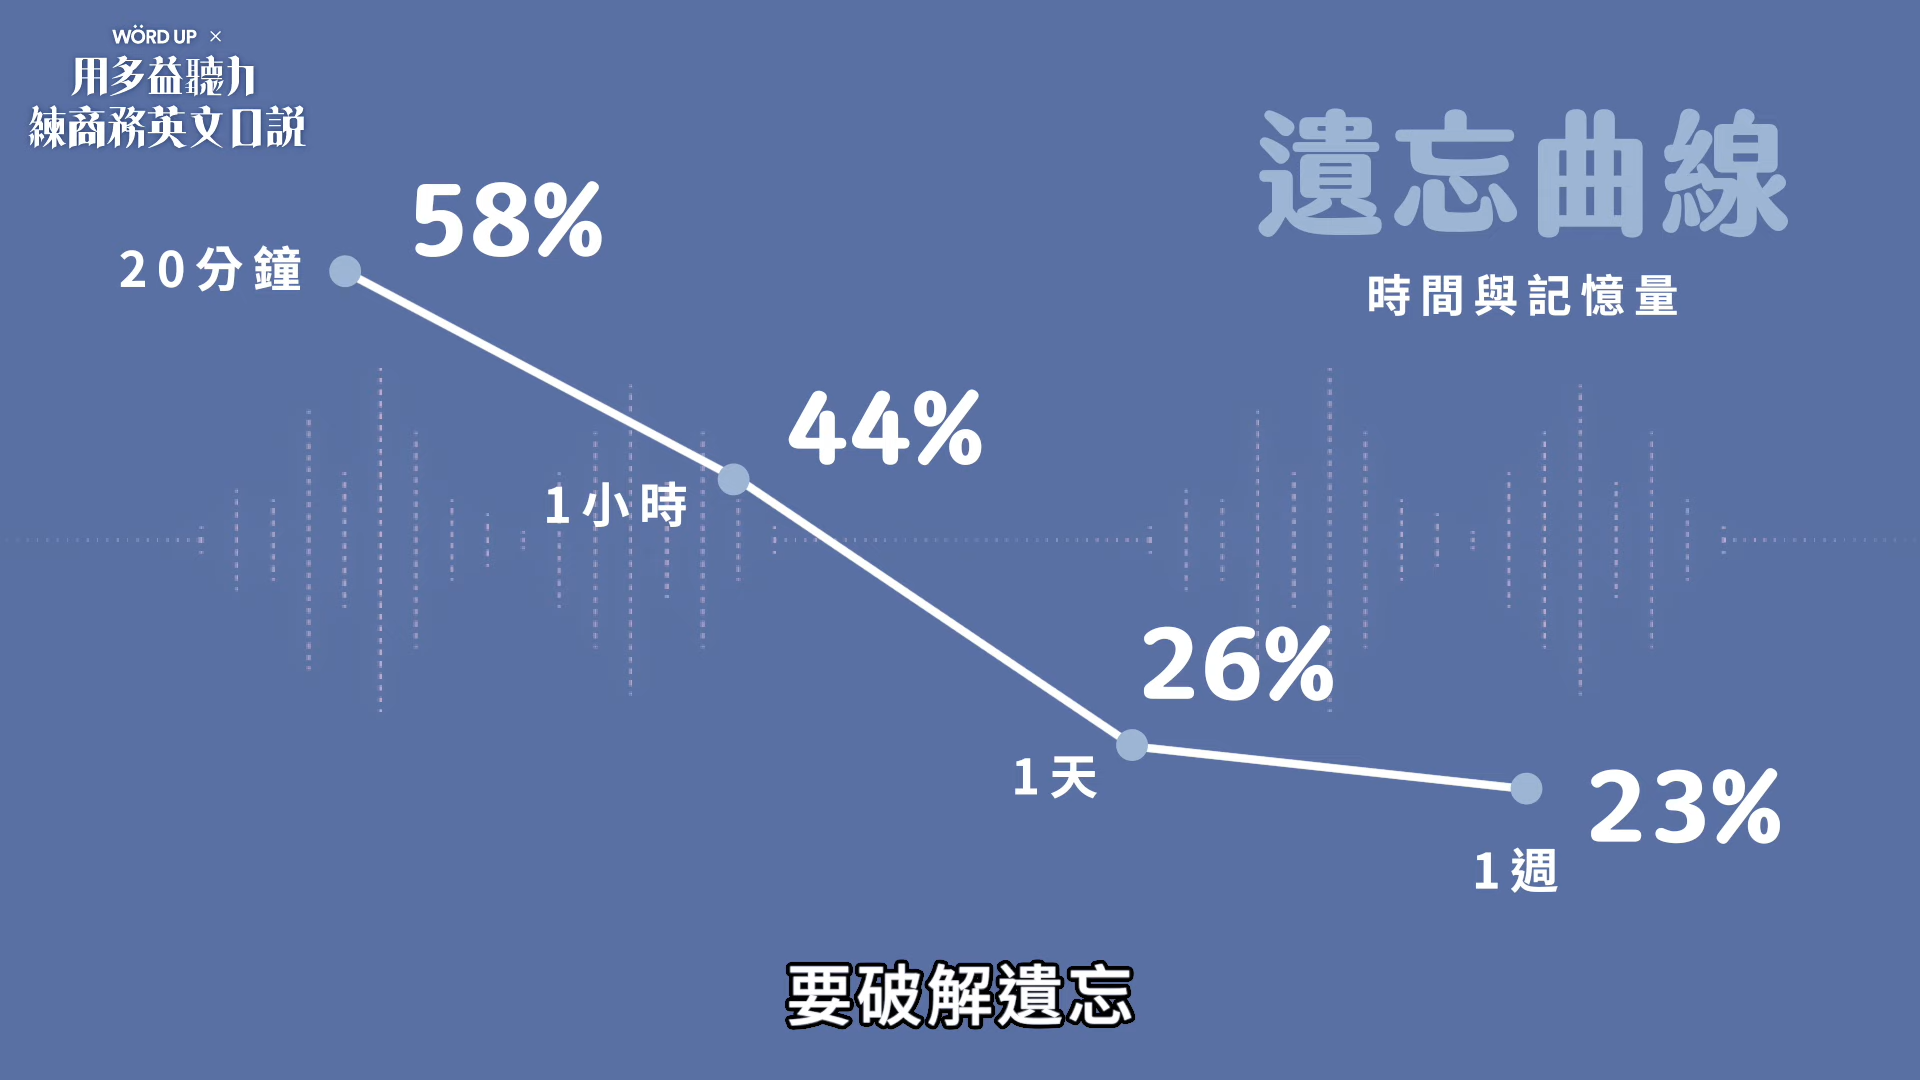 WORD UP ×
用多益聽力
練商務英文口説
遺忘曲線
時間與記憶量
58%
20分鐘
44%
1小時
26%
1天
23%
1週
要破解遺忘